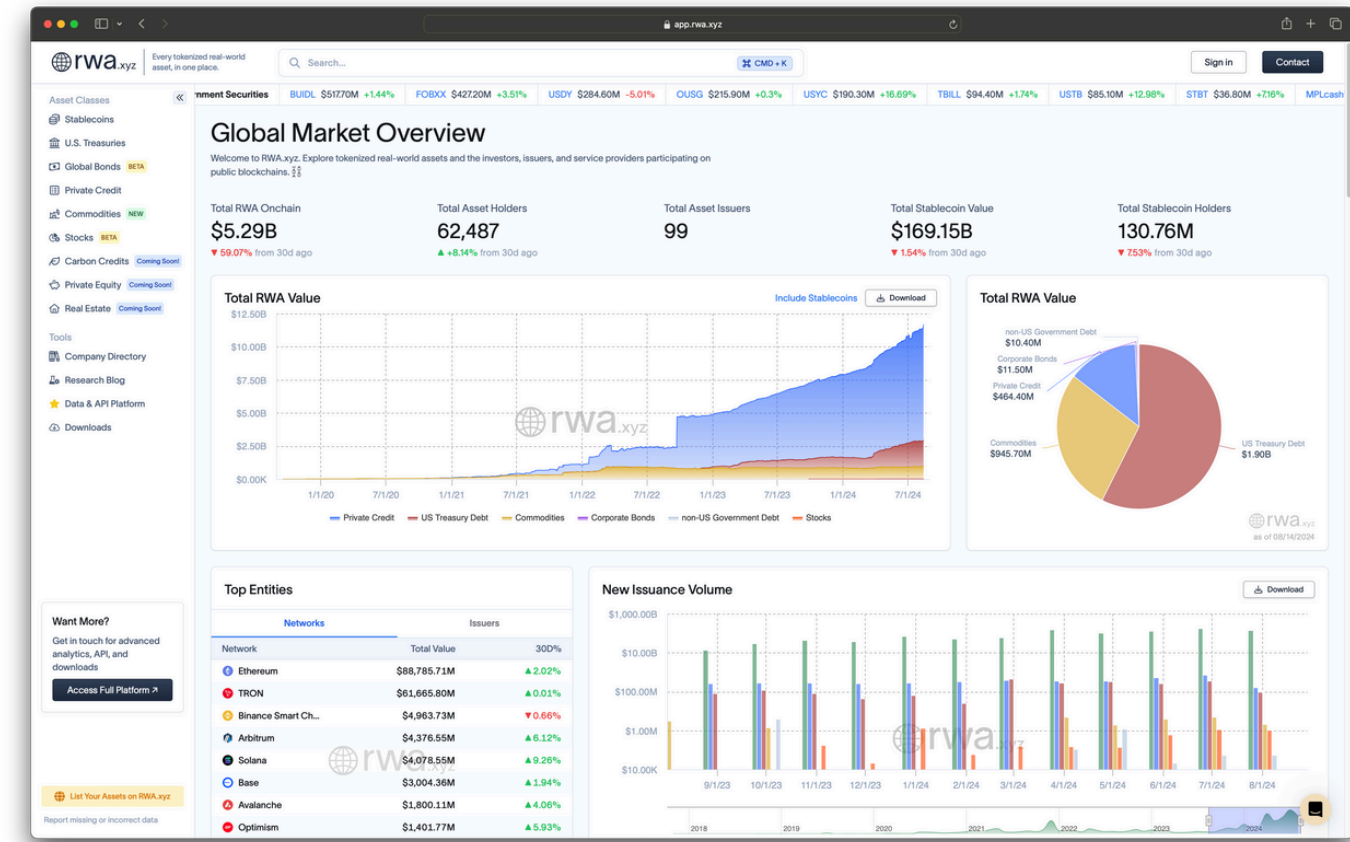 app.rwa.xyz
rwa.xyz
Every tokenized real-world
asset, in one place.
Search...
CMD + K
Sign in
Contact
nment Securities BUIDL $517.70M +1.44% FOBXX $427.20M +3.51% USDY $284.60M -5.01% OUSG $215.90M +0.3% USYC $190.30M +16.69% TBILL $94.40M +1.74% USTB $85.10M +12.98% STBT $36.80M +7.16% MPLcash
Asset Classes
Stablecoins
U.S. Treasuries
Global Bonds BETA
Private Credit
Commodities NEW
Stocks BETA
Carbon Credits Coming Soon!
Private Equity Coming Soon!
Real Estate Coming Soon!
Tools
Company Directory
Research Blog
Data & API Platform
Downloads
Want More?
Get in touch for advanced
analytics, API, and
downloads
Access Full Platform ↗
List Your Assets on RWA.xyz
Report missing or incorrect data
Global Market Overview
Welcome to RWA.xyz. Explore tokenized real-world assets and the investors, issuers, and service providers participating on
public blockchains.
Total RWA Onchain
$5.29B
▼ 59.07% from 30d ago
Total Asset Holders
62,487
▲ +8.14% from 30d ago
Total Asset Issuers
99
Total Stablecoin Value
$169.15B
▼ 1.54% from 30d ago
Total Stablecoin Holders
130.76M
▼ 7.53% from 30d ago
Total RWA Value
Include Stablecoins
Download
$12.50B
$10.00B
$7.50B
$5.00B
$2.50B
$0.00K
rwa.xyz
1/1/20 7/1/20 1/1/21 7/1/21 1/1/22 7/1/22 1/1/23 7/1/23 1/1/24 7/1/24
Private Credit US Treasury Debt Commodities Corporate Bonds non-US Government Debt Stocks
Total RWA Value
non-US Government Debt
$10.40M
Corporate Bonds
$11.50M
Private Credit
$464.40M
Commodities
$945.70M
US Treasury Debt
$1.90B
rwa.xyz
as of 08/14/2024
Top Entities
Networks Issuers
Network Total Value 30D%
Ethereum $88,785.71M ▲2.02%
TRON $61,665.80M ▲0.01%
Binance Smart Ch... $4,963.73M ▼0.66%
Arbitrum $4,376.55M ▲6.12%
Solana $4,078.55M ▲9.26%
Base $3,004.36M ▲1.94%
Avalanche $1,800.11M ▲4.06%
Optimism $1,401.77M ▲5.93%
rwa.xyz
New Issuance Volume
Download
$1,000.00B
$10.00B
$100.00M
$1.00M
$10.00K
rwa.xyz
9/1/23 10/1/23 11/1/23 12/1/23 1/1/24 2/1/24 3/1/24 4/1/24 5/1/24 6/1/24 7/1/24 8/1/24
2018 2019 2020 2021 2022 2023 2024